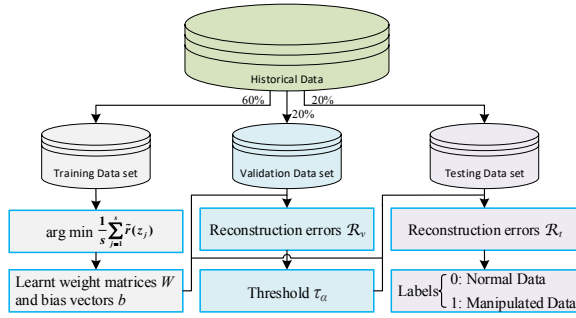 Historical Data
60%
20%
20%
Training Data set
Validation Data set
Testing Data set
arg min 1/s ∑_{j=1}^{s} r̃(z_j)
Reconstruction errors ℛ_v
Reconstruction errors ℛ_t
Learnt weight matrices W
and bias vectors b
Threshold τ_α
Labels { 0: Normal Data
1: Manipulated Data